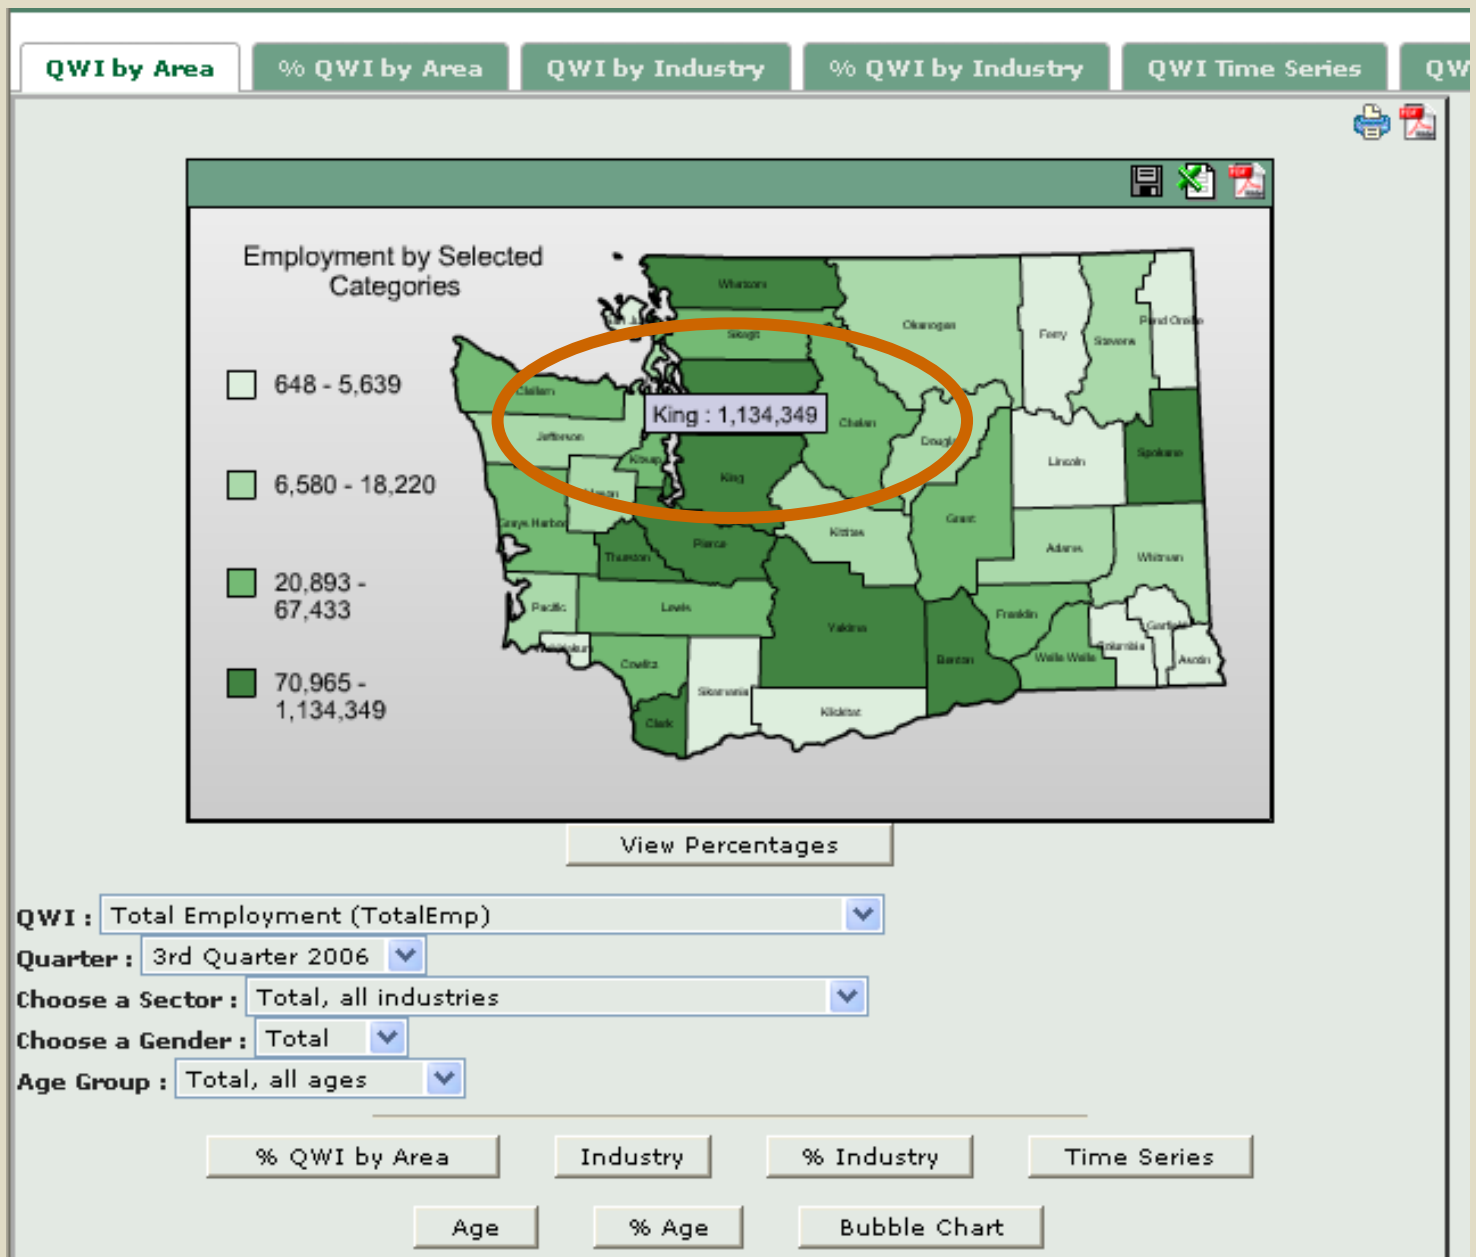 QWI by Area
% QWI by Area
QWI by Industry
% QWI by Industry
QWI Time Series
QW
Employment by Selected
Categories
648 - 5,639
6,580 - 18,220
20,893 -
67,433
70,965 -
1,134,349
Whatcom
Skagit
Okanogan
Ferry
Stevens
Pend Oreille
Clallam
King : 1,134,349
Chelan
Jefferson
Kitsap
King
Lincoln
Spokane
Grays Harbor
Grant
Kittitas
Adams
Whitman
Thurston
Pierce
Pacific
Lewis
Yakima
Franklin
Garfield
Benton
Walla Walla
Columbia
Asotin
Cowlitz
Skamania
Klickitat
Clark
View Percentages
QWI : Total Employment (TotalEmp)
Quarter : 3rd Quarter 2006
Choose a Sector : Total, all industries
Choose a Gender : Total
Age Group : Total, all ages
% QWI by Area
Industry
% Industry
Time Series
Age
% Age
Bubble Chart